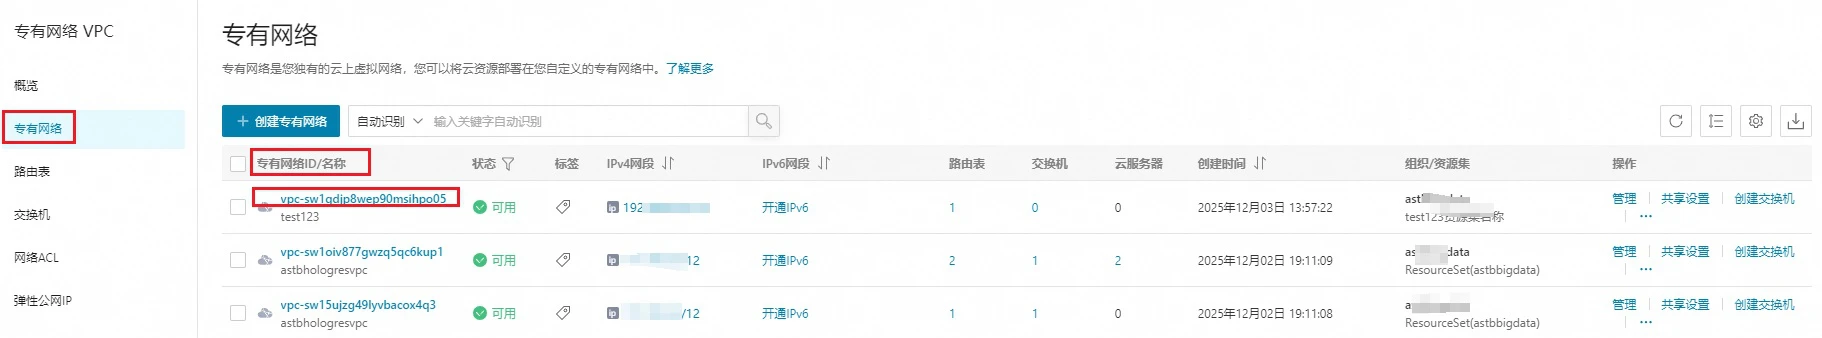 专有网络 VPC
概览
专有网络
路由表
交换机
网络ACL
弹性公网IP
专有网络
专有网络是您独有的云上虚拟网络，您可以将云资源部署在您自定义的专有网络中。了解更多
+ 创建专有网络 自动识别 输入关键字自动识别
专有网络ID/名称 状态 标签 IPv4网段 IPv6网段 路由表 交换机 云服务器 创建时间 组织/资源集 操作
vpc-sw1qdjp8wep90msihpo05 可用 192 开通IPv6 1 0 0 2025年12月03日 13:57:22 管理 共享设置 创建交换机
test123 test123资源集名称 ...
vpc-sw1oiv877gwzq5qc6kup1 可用 /12 开通IPv6 2 1 2 2025年12月02日 19:11:09 管理 共享设置 创建交换机
astbhologresvpc ResourceSet(astbbigdata) ...
vpc-sw15ujzg49lyvbacox4q3 可用 /12 开通IPv6 1 1 0 2025年12月02日 19:11:08 管理 共享设置 创建交换机
astbhologresvpc ResourceSet(astbbigdata) ...